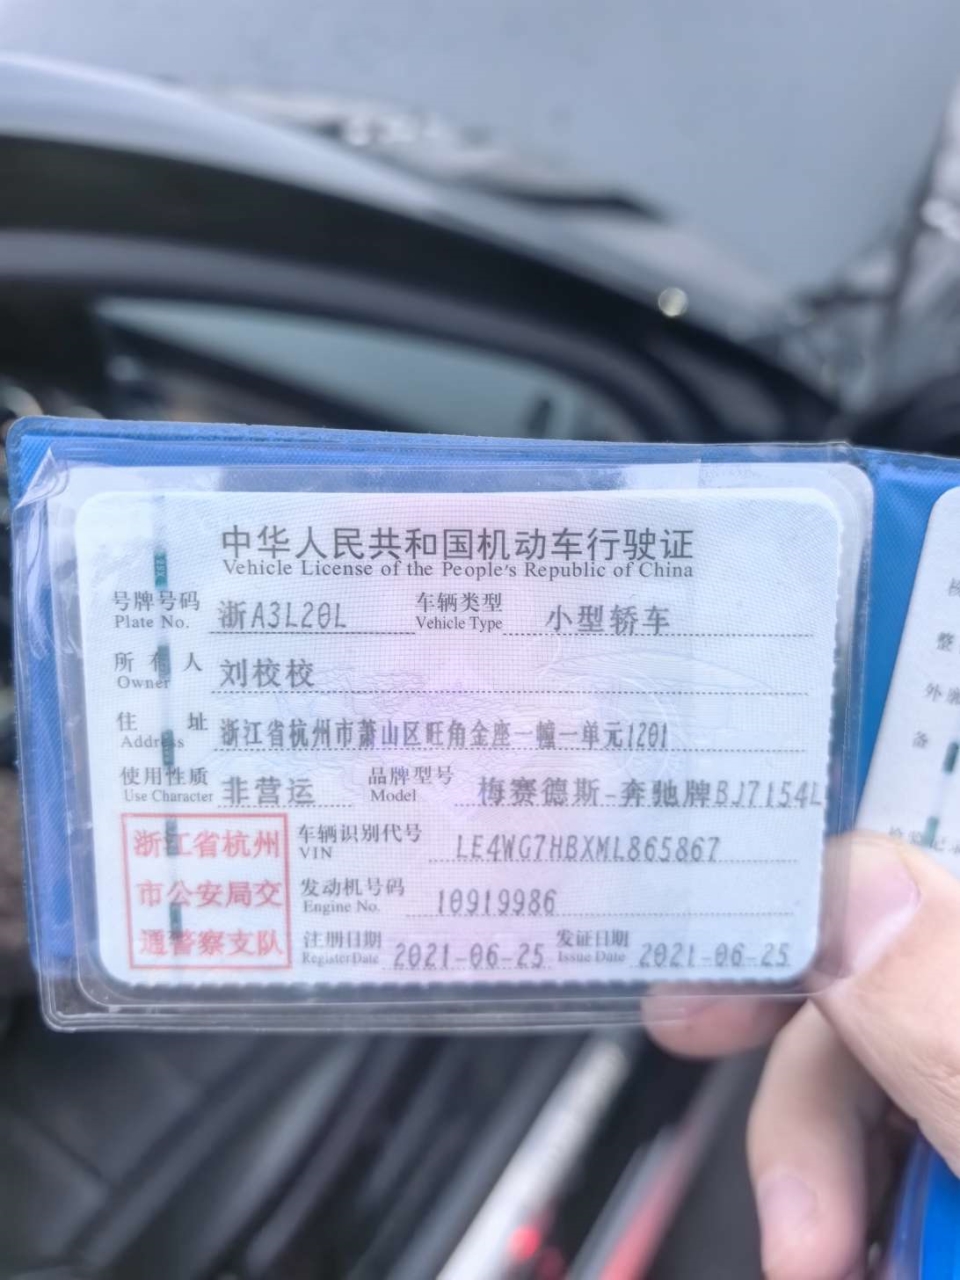 中华人民共和国机动车行驶证
Vehicle License of the People's Republic of China
号牌号码 浙A3L20L 车辆类型 小型轿车
Plate No. Vehicle Type
所有人 刘校校
Owner
住址 浙江省杭州市萧山区旺角金座一幢一单元1201
Address
使用性质 非营运 品牌型号 梅赛德斯-奔驰牌BJ7154L
Use Character Model
浙江省杭州
市公安局交
通警察支队
车辆识别代号 LE4WG7HBXML865867
VIN
发动机号码 10919986
Engine No.
注册日期 2021-06-25 发证日期 2021-06-25
Register Date Issue Date
整
外
备